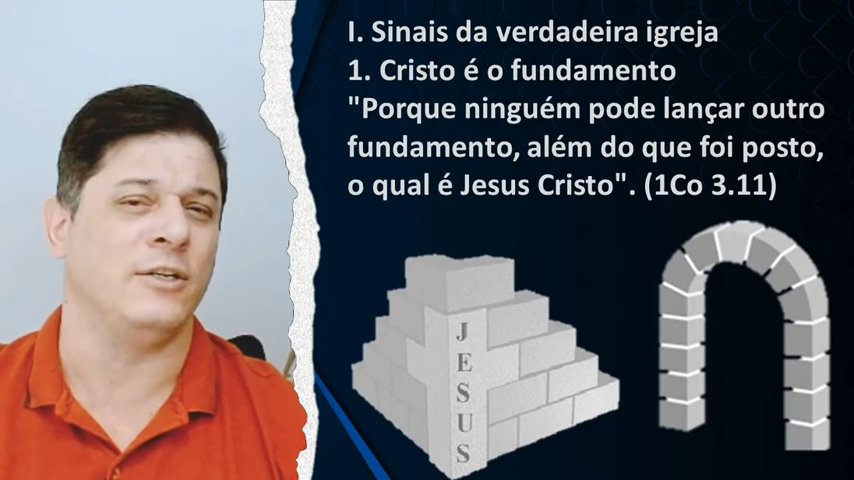 I. Sinais da verdadeira igreja
1. Cristo é o fundamento
"Porque ninguém pode lançar outro
fundamento, além do que foi posto,
o qual é Jesus Cristo". (1Co 3.11)
JESUS